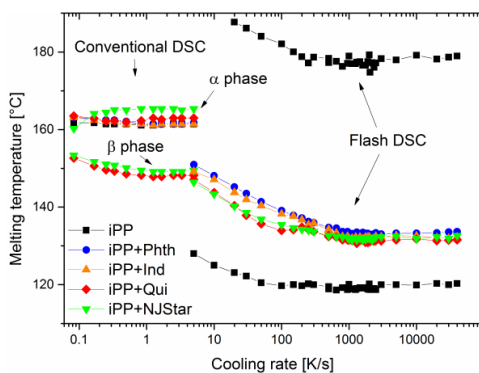 Conventional DSC
α phase
β phase
Flash DSC
iPP
iPP+Phth
iPP+Ind
iPP+Qui
iPP+NJStar
Melting temperature [°C]
180
160
140
120
0.1
1
10
100
1000
10000
Cooling rate [K/s]